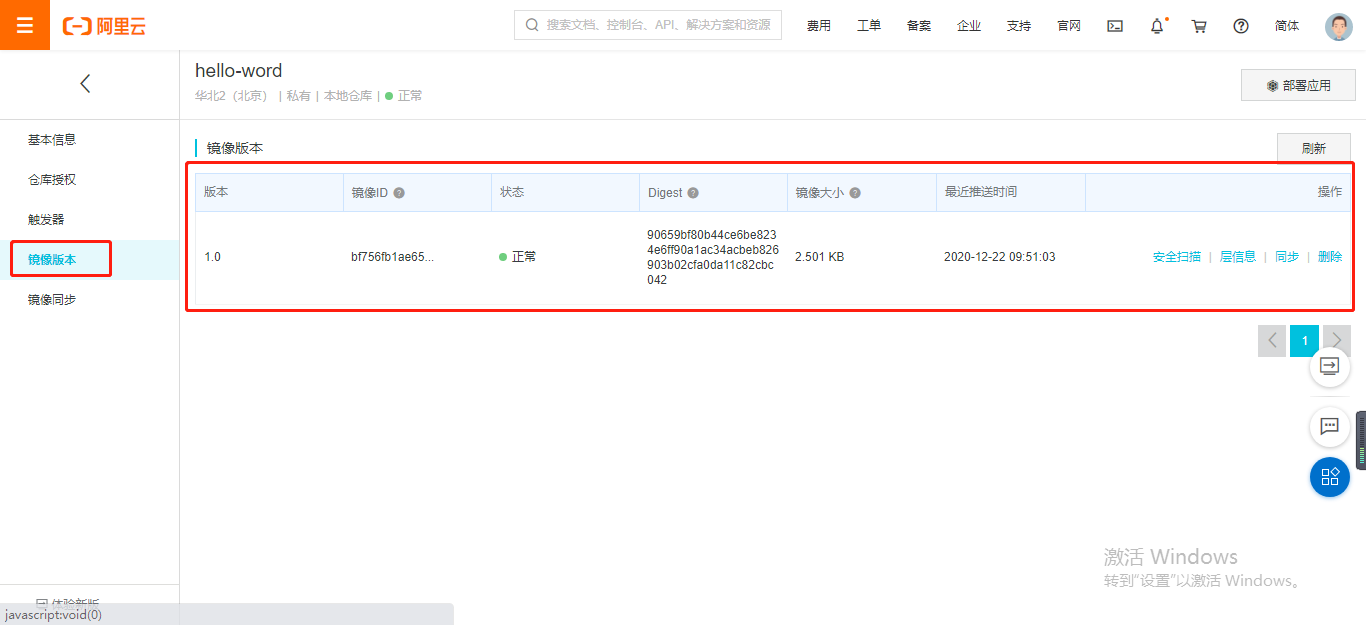 阿里云
搜索文档、控制台、API、解决方案和资源
费用 工单 备案 企业 支持 官网 简体
hello-word
华北2（北京） | 私有 | 本地仓库 | 正常
部署应用
基本信息
仓库授权
触发器
镜像版本
镜像同步
镜像版本
刷新
版本 镜像ID 状态 Digest 镜像大小 最近推送时间 操作
1.0 bf756fb1ae65... 正常 90659bf80b44ce6be823
4e6ff90a1ac34acbeb826
903b02cfa0da11c82cbc
042
2.501 KB 2020-12-22 09:51:03 安全扫描 | 层信息 | 同步 | 删除
1
激活 Windows
转到"设置"以激活 Windows。
体验新版
javascript:void(0)